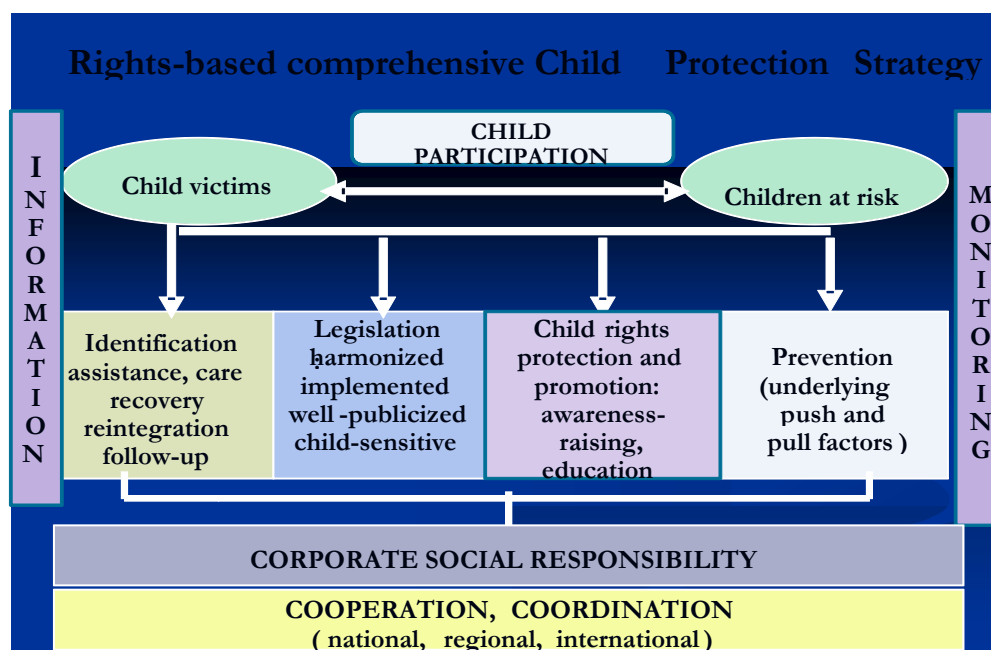 Rights-based comprehensive Child Protection Strategy
CHILD
PARTICIPATION
INFORMATION
Child victims
Children at risk
MONITORING
Identification
assistance, care
recovery
reintegration
follow-up
Legislation
harmonized
implemented
well -publicized
child-sensitive
Child rights
protection and
promotion:
awareness-
raising,
education
Prevention
(underlying
push and
pull factors )
CORPORATE SOCIAL RESPONSIBILITY
COOPERATION, COORDINATION
( national, regional, international )